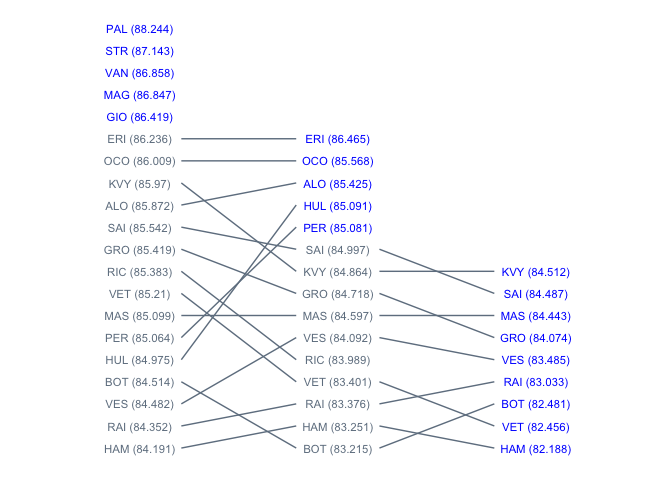 PAL (88.244)
STR (87.143)
VAN (86.858)
MAG (86.847)
GIO (86.419)
ERI (86.236)
OCO (86.009)
KVY (85.97)
ALO (85.872)
SAI (85.542)
GRO (85.419)
RIC (85.383)
VET (85.21)
MAS (85.099)
PER (85.064)
HUL (84.975)
BOT (84.514)
VES (84.482)
RAI (84.352)
HAM (84.191)
ERI (86.465)
OCO (85.568)
ALO (85.425)
HUL (85.091)
PER (85.081)
SAI (84.997)
KVY (84.864)
GRO (84.718)
MAS (84.597)
VES (84.092)
RIC (83.989)
VET (83.401)
RAI (83.376)
HAM (83.251)
BOT (83.215)
KVY (84.512)
SAI (84.487)
MAS (84.443)
GRO (84.074)
VES (83.485)
RAI (83.033)
BOT (82.481)
VET (82.456)
HAM (82.188)